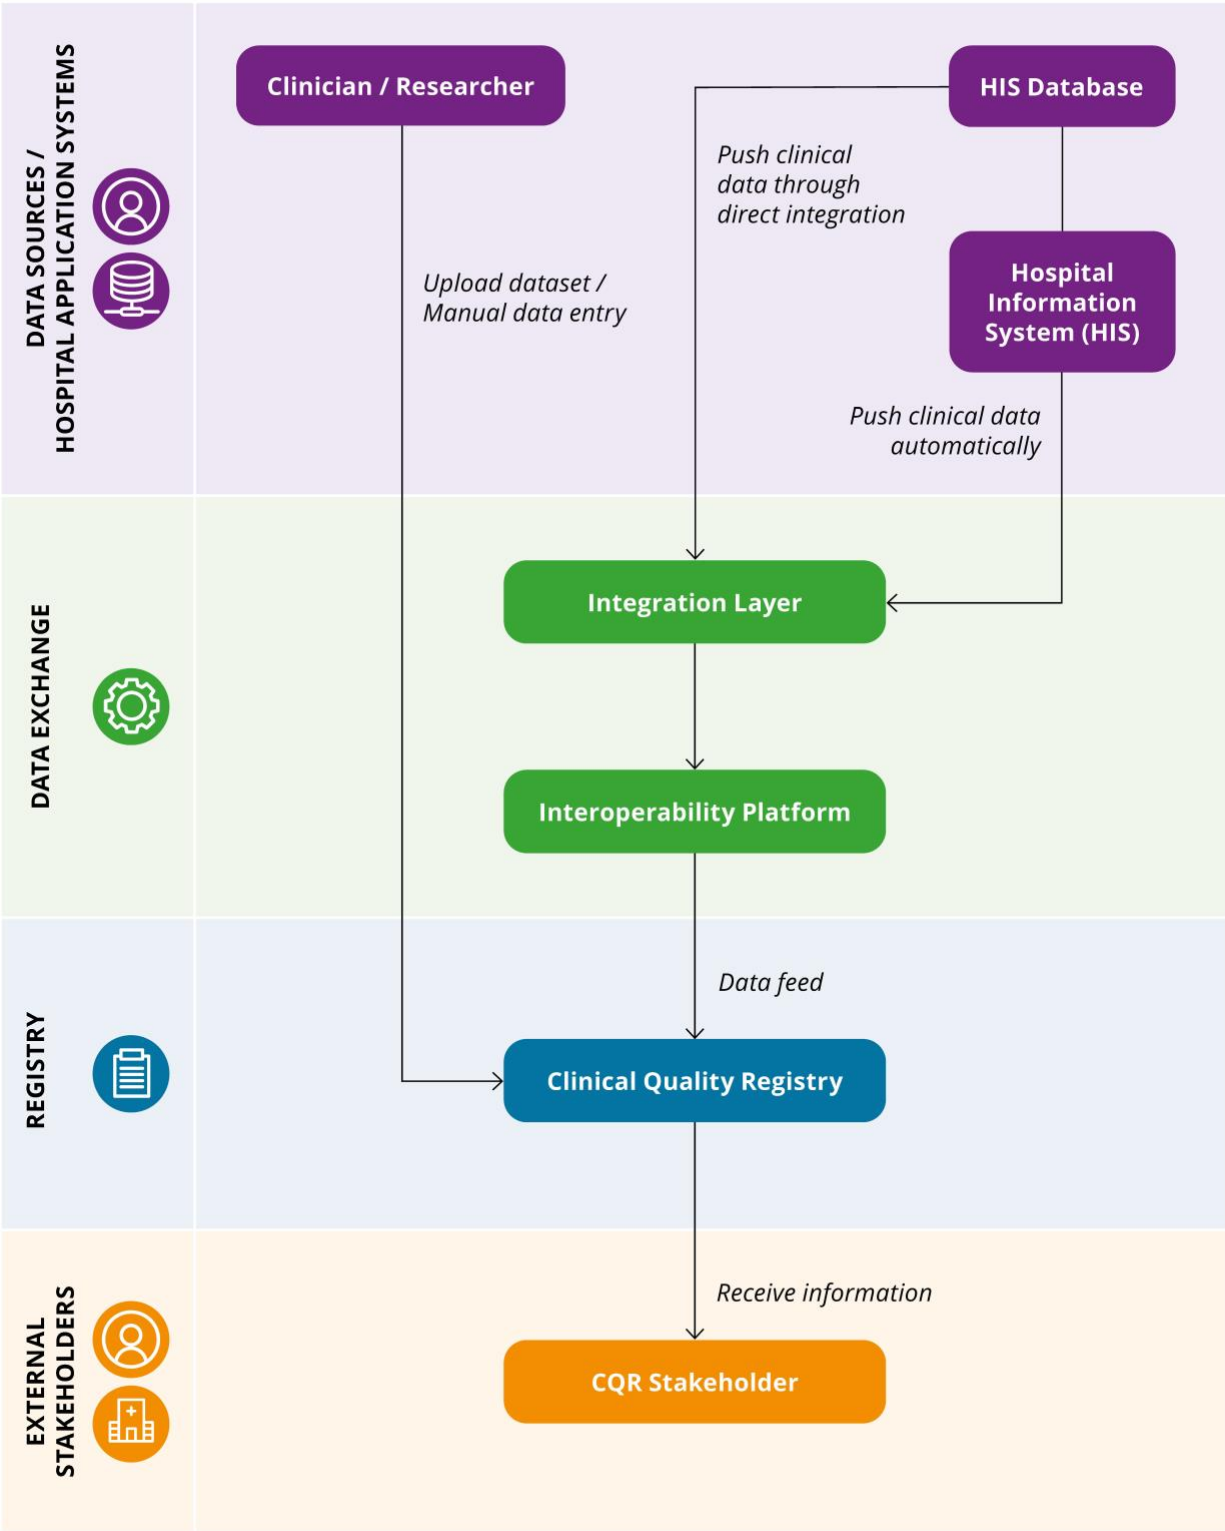 DATA SOURCES /
HOSPITAL APPLICATION SYSTEMS
Clinician / Researcher
HIS Database
Push clinical
data through
direct integration
Hospital
Information
System (HIS)
Upload dataset /
Manual data entry
Push clinical data
automatically
DATA EXCHANGE
Integration Layer
Interoperability Platform
REGISTRY
Data feed
Clinical Quality Registry
EXTERNAL
STAKEHOLDERS
Receive information
CQR Stakeholder